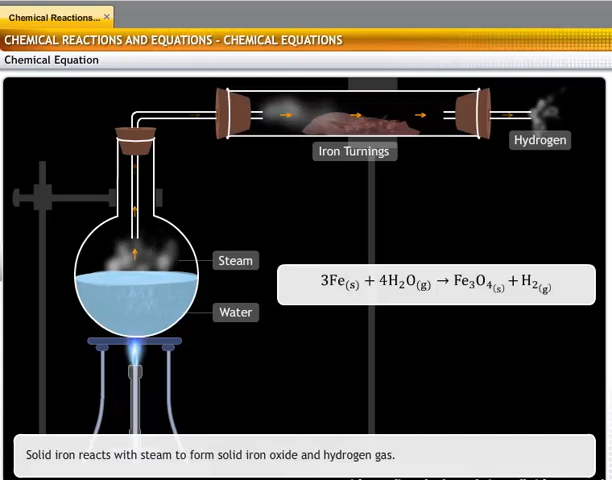 Chemical Reactions...
CHEMICAL REACTIONS AND EQUATIONS - CHEMICAL EQUATIONS
Chemical Equation
Hydrogen
Iron Turnings
Steam
3Fe(s) + 4H₂O(g) → Fe₃O₄(s) + H₂(g)
Water
Solid iron reacts with steam to form solid iron oxide and hydrogen gas.